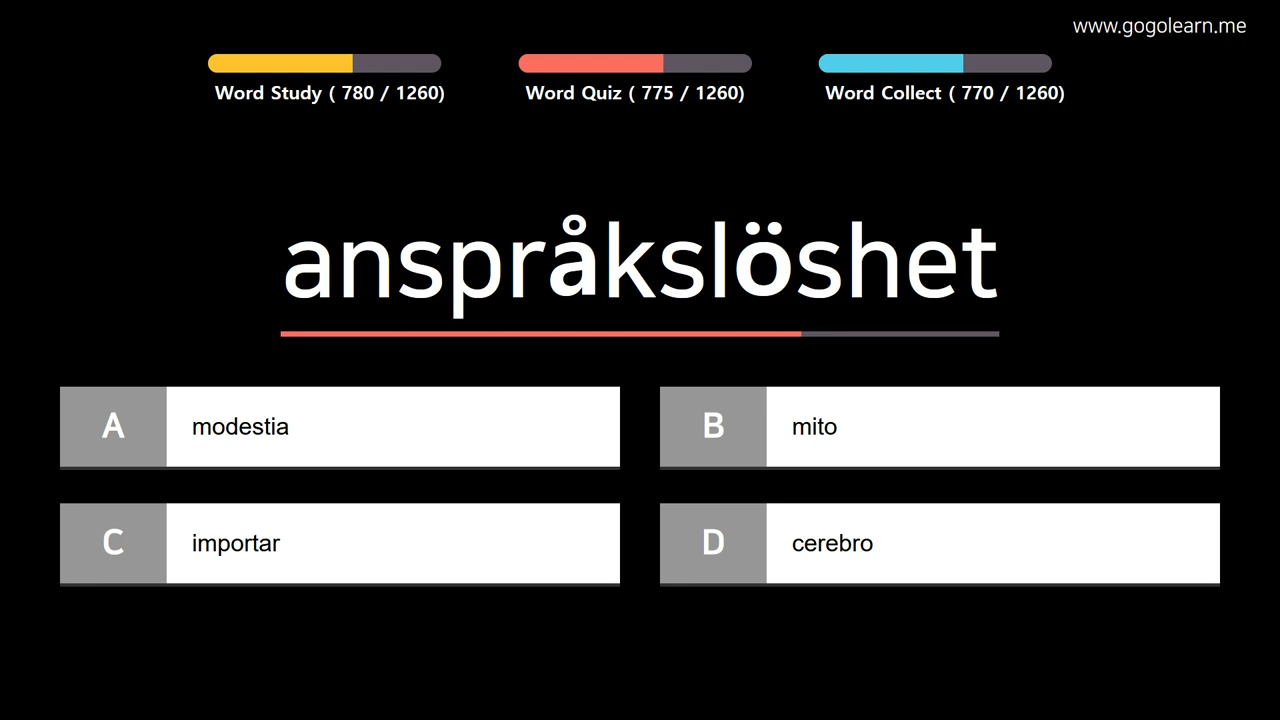 www.gogolearn.me
Word Study ( 780 / 1260)
Word Quiz ( 775 / 1260)
Word Collect ( 770 / 1260)
anspråkslöshet
A modestia
B mito
C importar
D cerebro